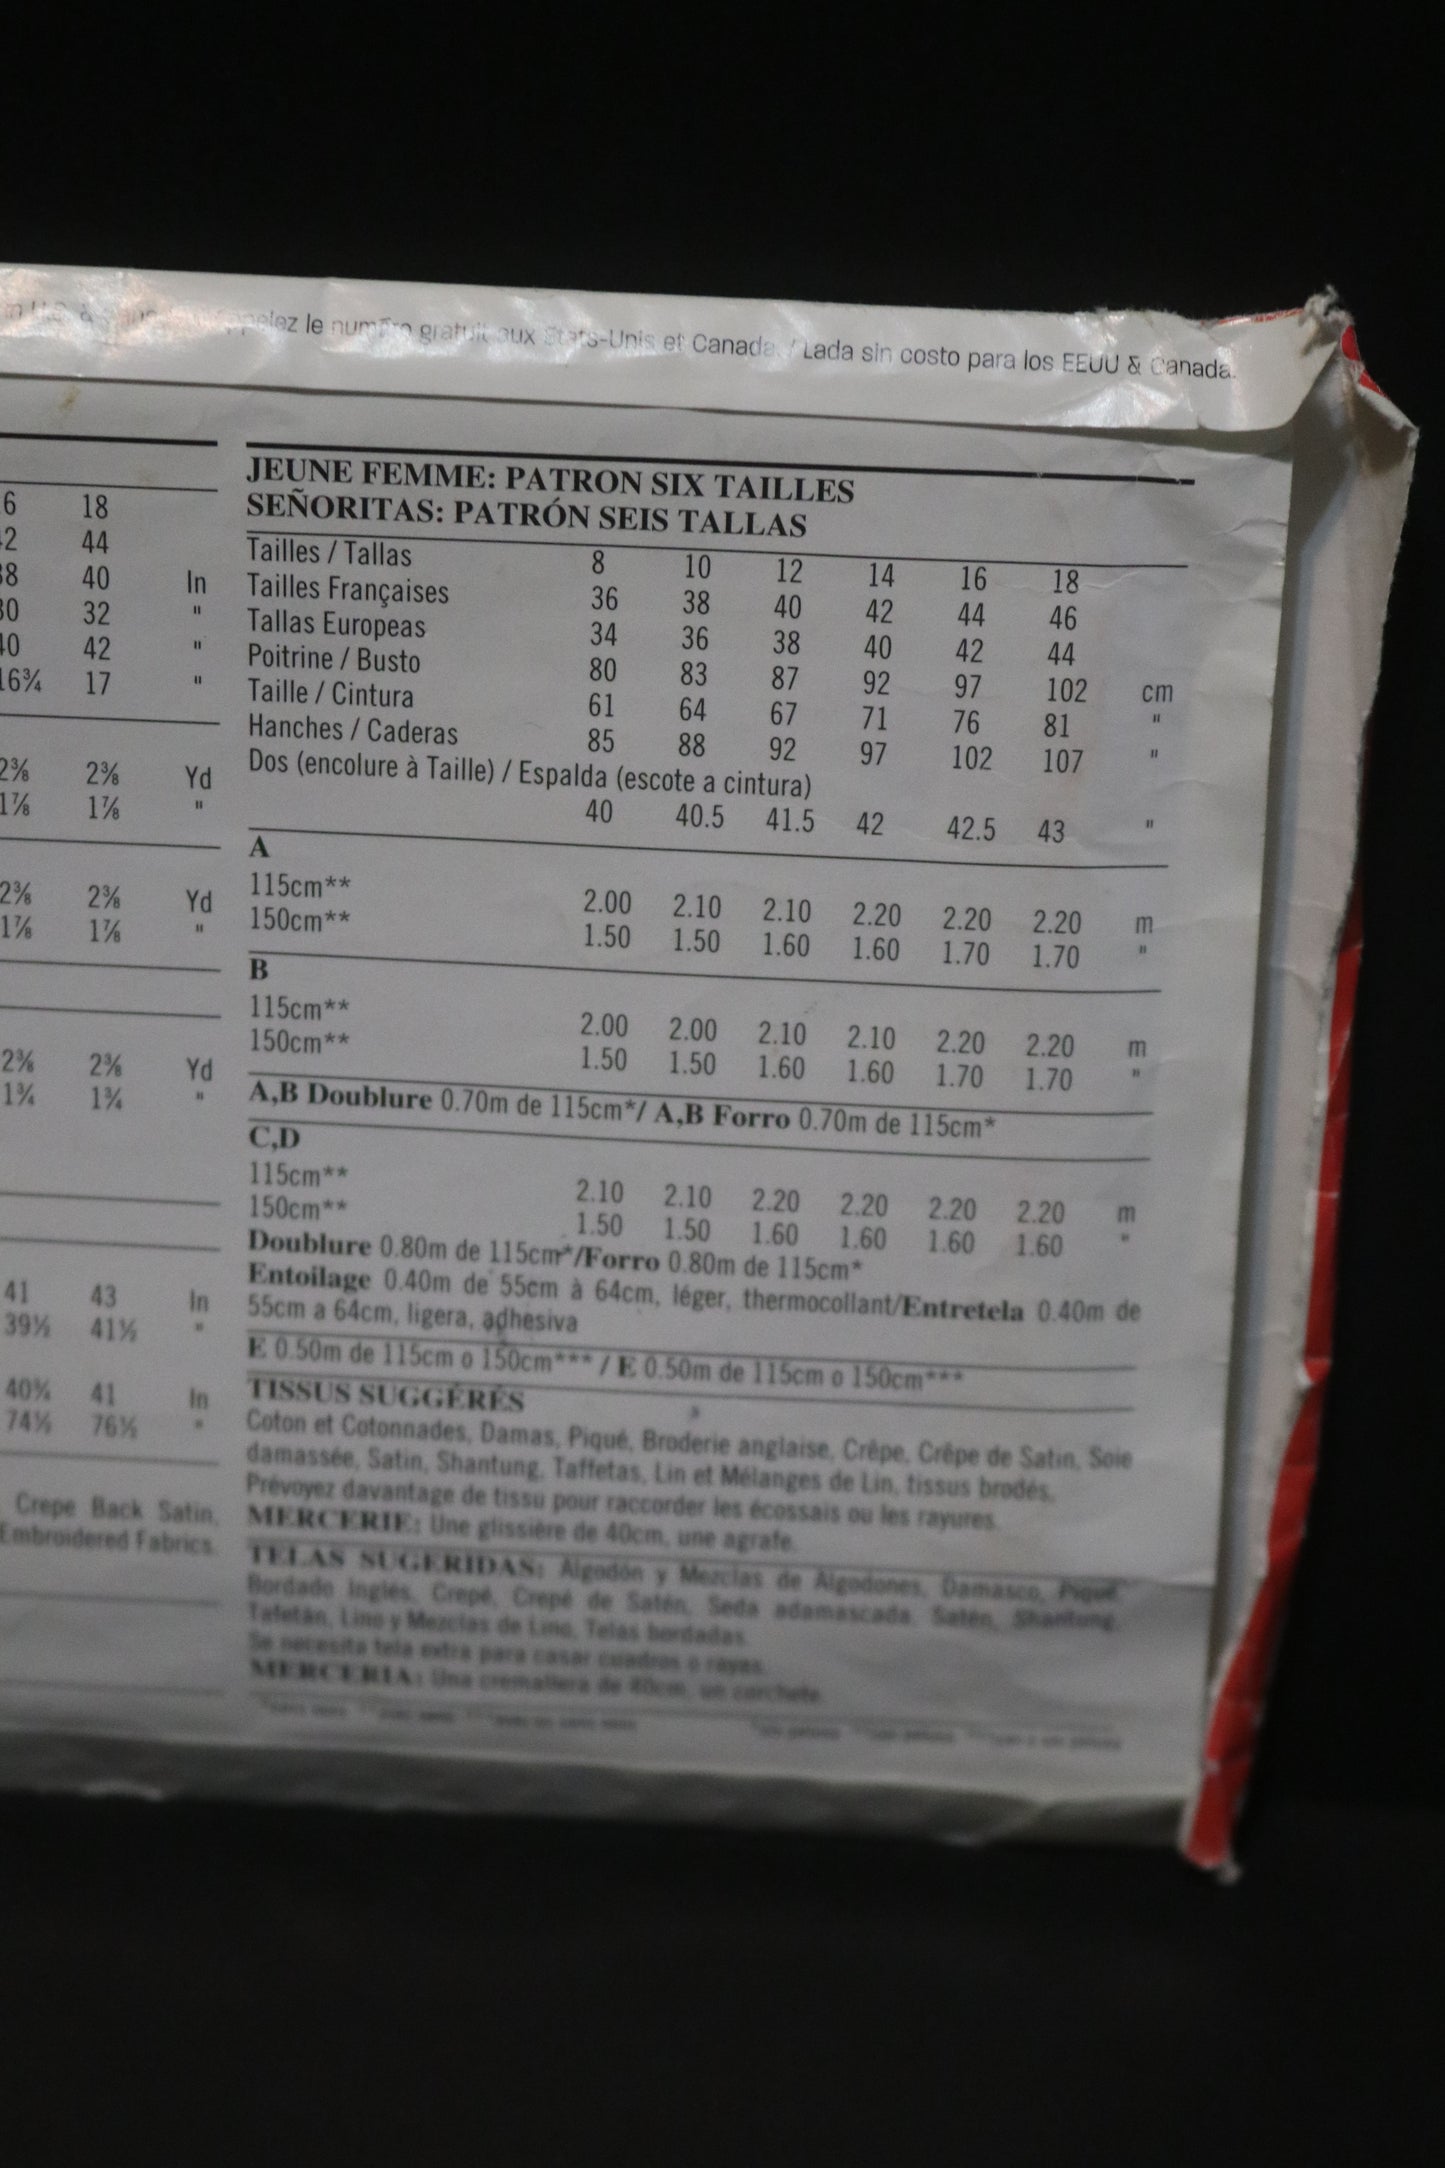 le numéro gratuit aux États-Unis et Canada. / Lada sin costo para los EEUU & Canada.
18
44
40 In
32 "
42 "
16¾ 17 "
2⅜ 2⅜ Yd
1⅞ 1⅞ "
2⅜ 2⅜ Yd
1⅞ 1⅞ "
2⅜ 2⅜ Yd
1¾ 1¾ "
41 43 In
39½ 41½ "
40¾ 41 In
74½ 76½ "
Crepe Back Satin,
Embroidered Fabrics.
JEUNE FEMME: PATRON SIX TAILLES
SEÑORITAS: PATRÓN SEIS TALLAS
Tailles / Tallas 8 10 12 14 16 18
Tailles Françaises 36 38 40 42 44 46
Tallas Europeas 34 36 38 40 42 44
Poitrine / Busto 80 83 87 92 97 102 cm
Taille / Cintura 61 64 67 71 76 81 "
Hanches / Caderas 85 88 92 97 102 107 "
Dos (encolure à Taille) / Espalda (escote a cintura)
40 40.5 41.5 42 42.5 43 "
A
115cm** 2.00 2.10 2.10 2.20 2.20 2.20 m
150cm** 1.50 1.50 1.60 1.60 1.70 1.70 "
B
115cm** 2.00 2.00 2.10 2.10 2.20 2.20 m
150cm** 1.50 1.50 1.60 1.60 1.70 1.70 "
A,B Doublure 0.70m de 115cm*/ A,B Forro 0.70m de 115cm*
C,D
115cm** 2.10 2.10 2.20 2.20 2.20 2.20 m
150cm** 1.50 1.50 1.60 1.60 1.60 1.60 "
Doublure 0.80m de 115cm*/Forro 0.80m de 115cm*
Entoilage 0.40m de 55cm à 64cm, léger, thermocollant/Entretela 0.40m de
55cm a 64cm, ligera, adhesiva
E 0.50m de 115cm o 150cm*** / E 0.50m de 115cm o 150cm***
TISSUS SUGGÉRÉS
Coton et Cotonnades, Damas, Piqué, Broderie anglaise, Crêpe, Crêpe de Satin, Soie
damassée, Satin, Shantung, Taffetas, Lin et Mélanges de Lin, tissus brodés.
Prévoyez davantage de tissu pour raccorder les écossais ou les rayures.
MERCERIE: Une glissière de 40cm, une agrafe.
TELAS SUGERIDAS: Algodón y Mezclas de Algodones, Damasco, Piqué,
Bordado Inglés, Crepé, Crepé de Satén, Seda adamascada, Satén, Shantung,
Tafetán, Lino y Mezclas de Lino, Telas bordadas.
Se necesita tela extra para casar cuadros o rayas.
MERCERIA: Una cremallera de 40cm, un corchete.